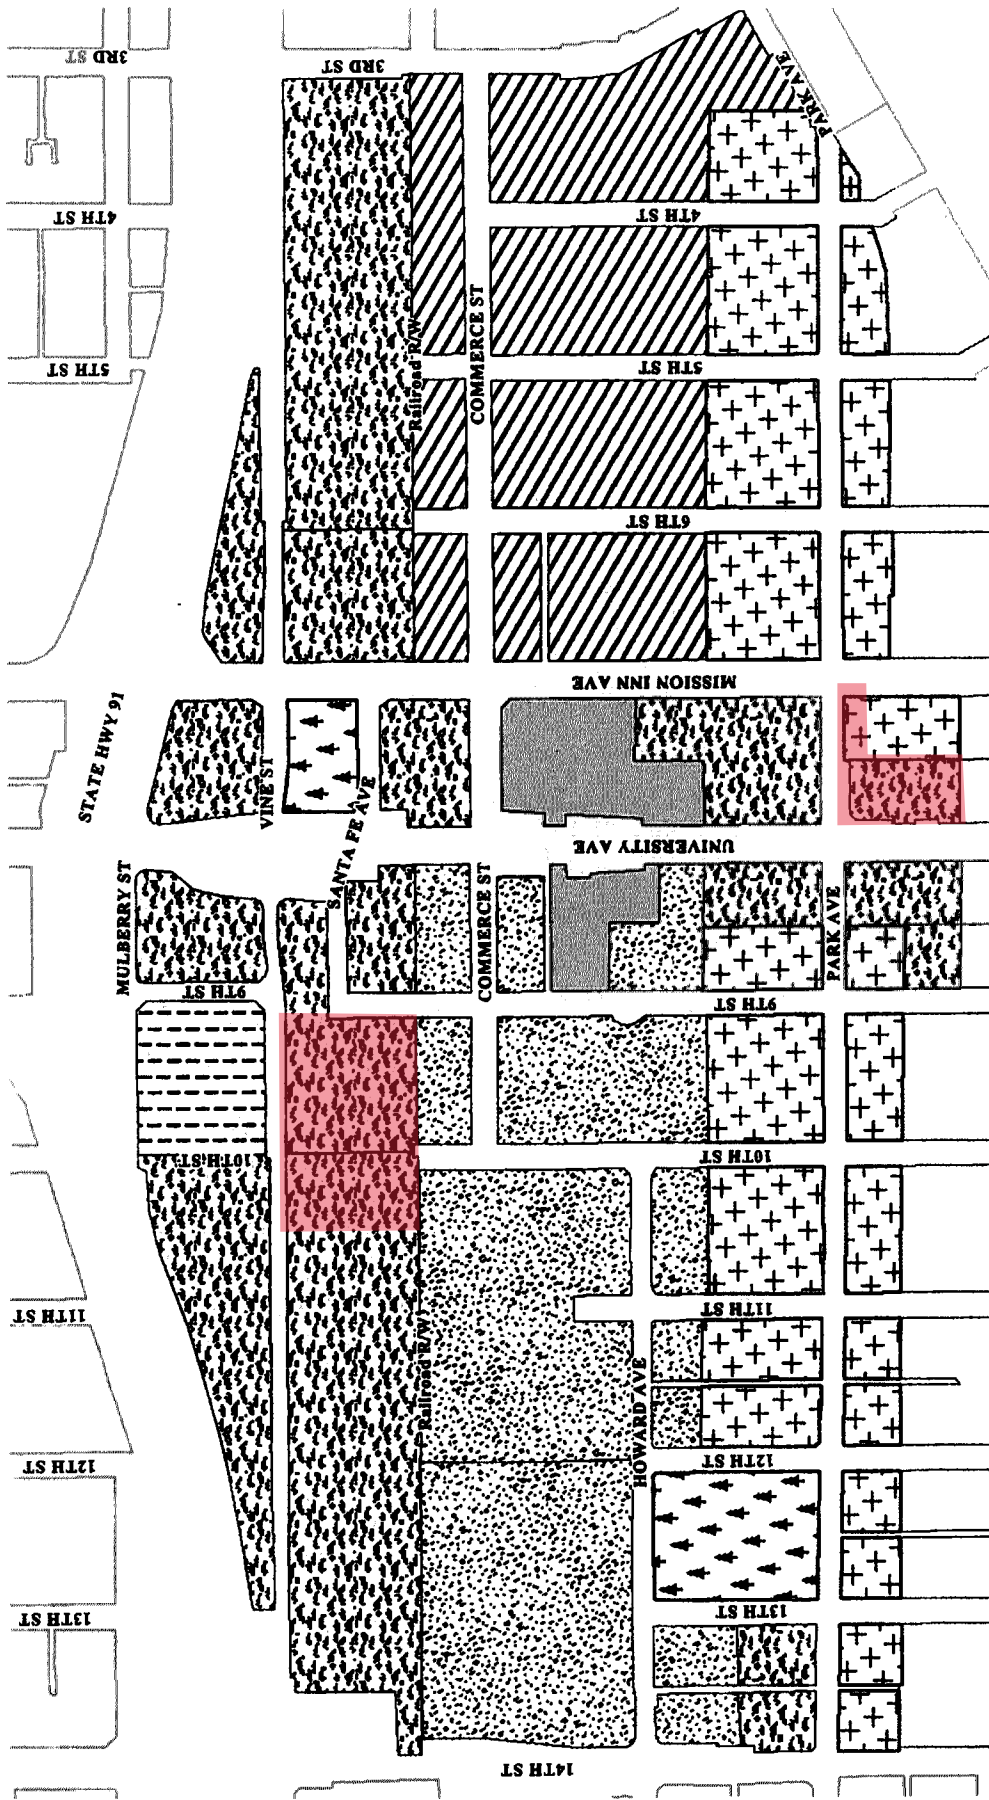 3RD ST
3RD ST
PARK AVE
4TH ST
4TH ST
COMMERCE ST
Railroad R/W
5TH ST
5TH ST
6TH ST
MISSION INN AVE
STATE HWY 91
VINE ST
SANTA FE AVE
UNIVERSITY AVE
MULBERRY ST
COMMERCE ST
PARK AVE
9TH ST
9TH ST
10TH ST
10TH ST
11TH ST
11TH ST
Railroad R/W
HOWARD AVE
12TH ST
12TH ST
13TH ST
13TH ST
14TH ST